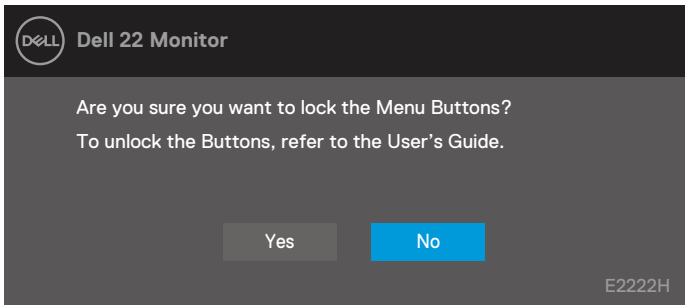 DELL Dell 22 Monitor
Are you sure you want to lock the Menu Buttons?
To unlock the Buttons, refer to the User’s Guide.
Yes No
E2222H